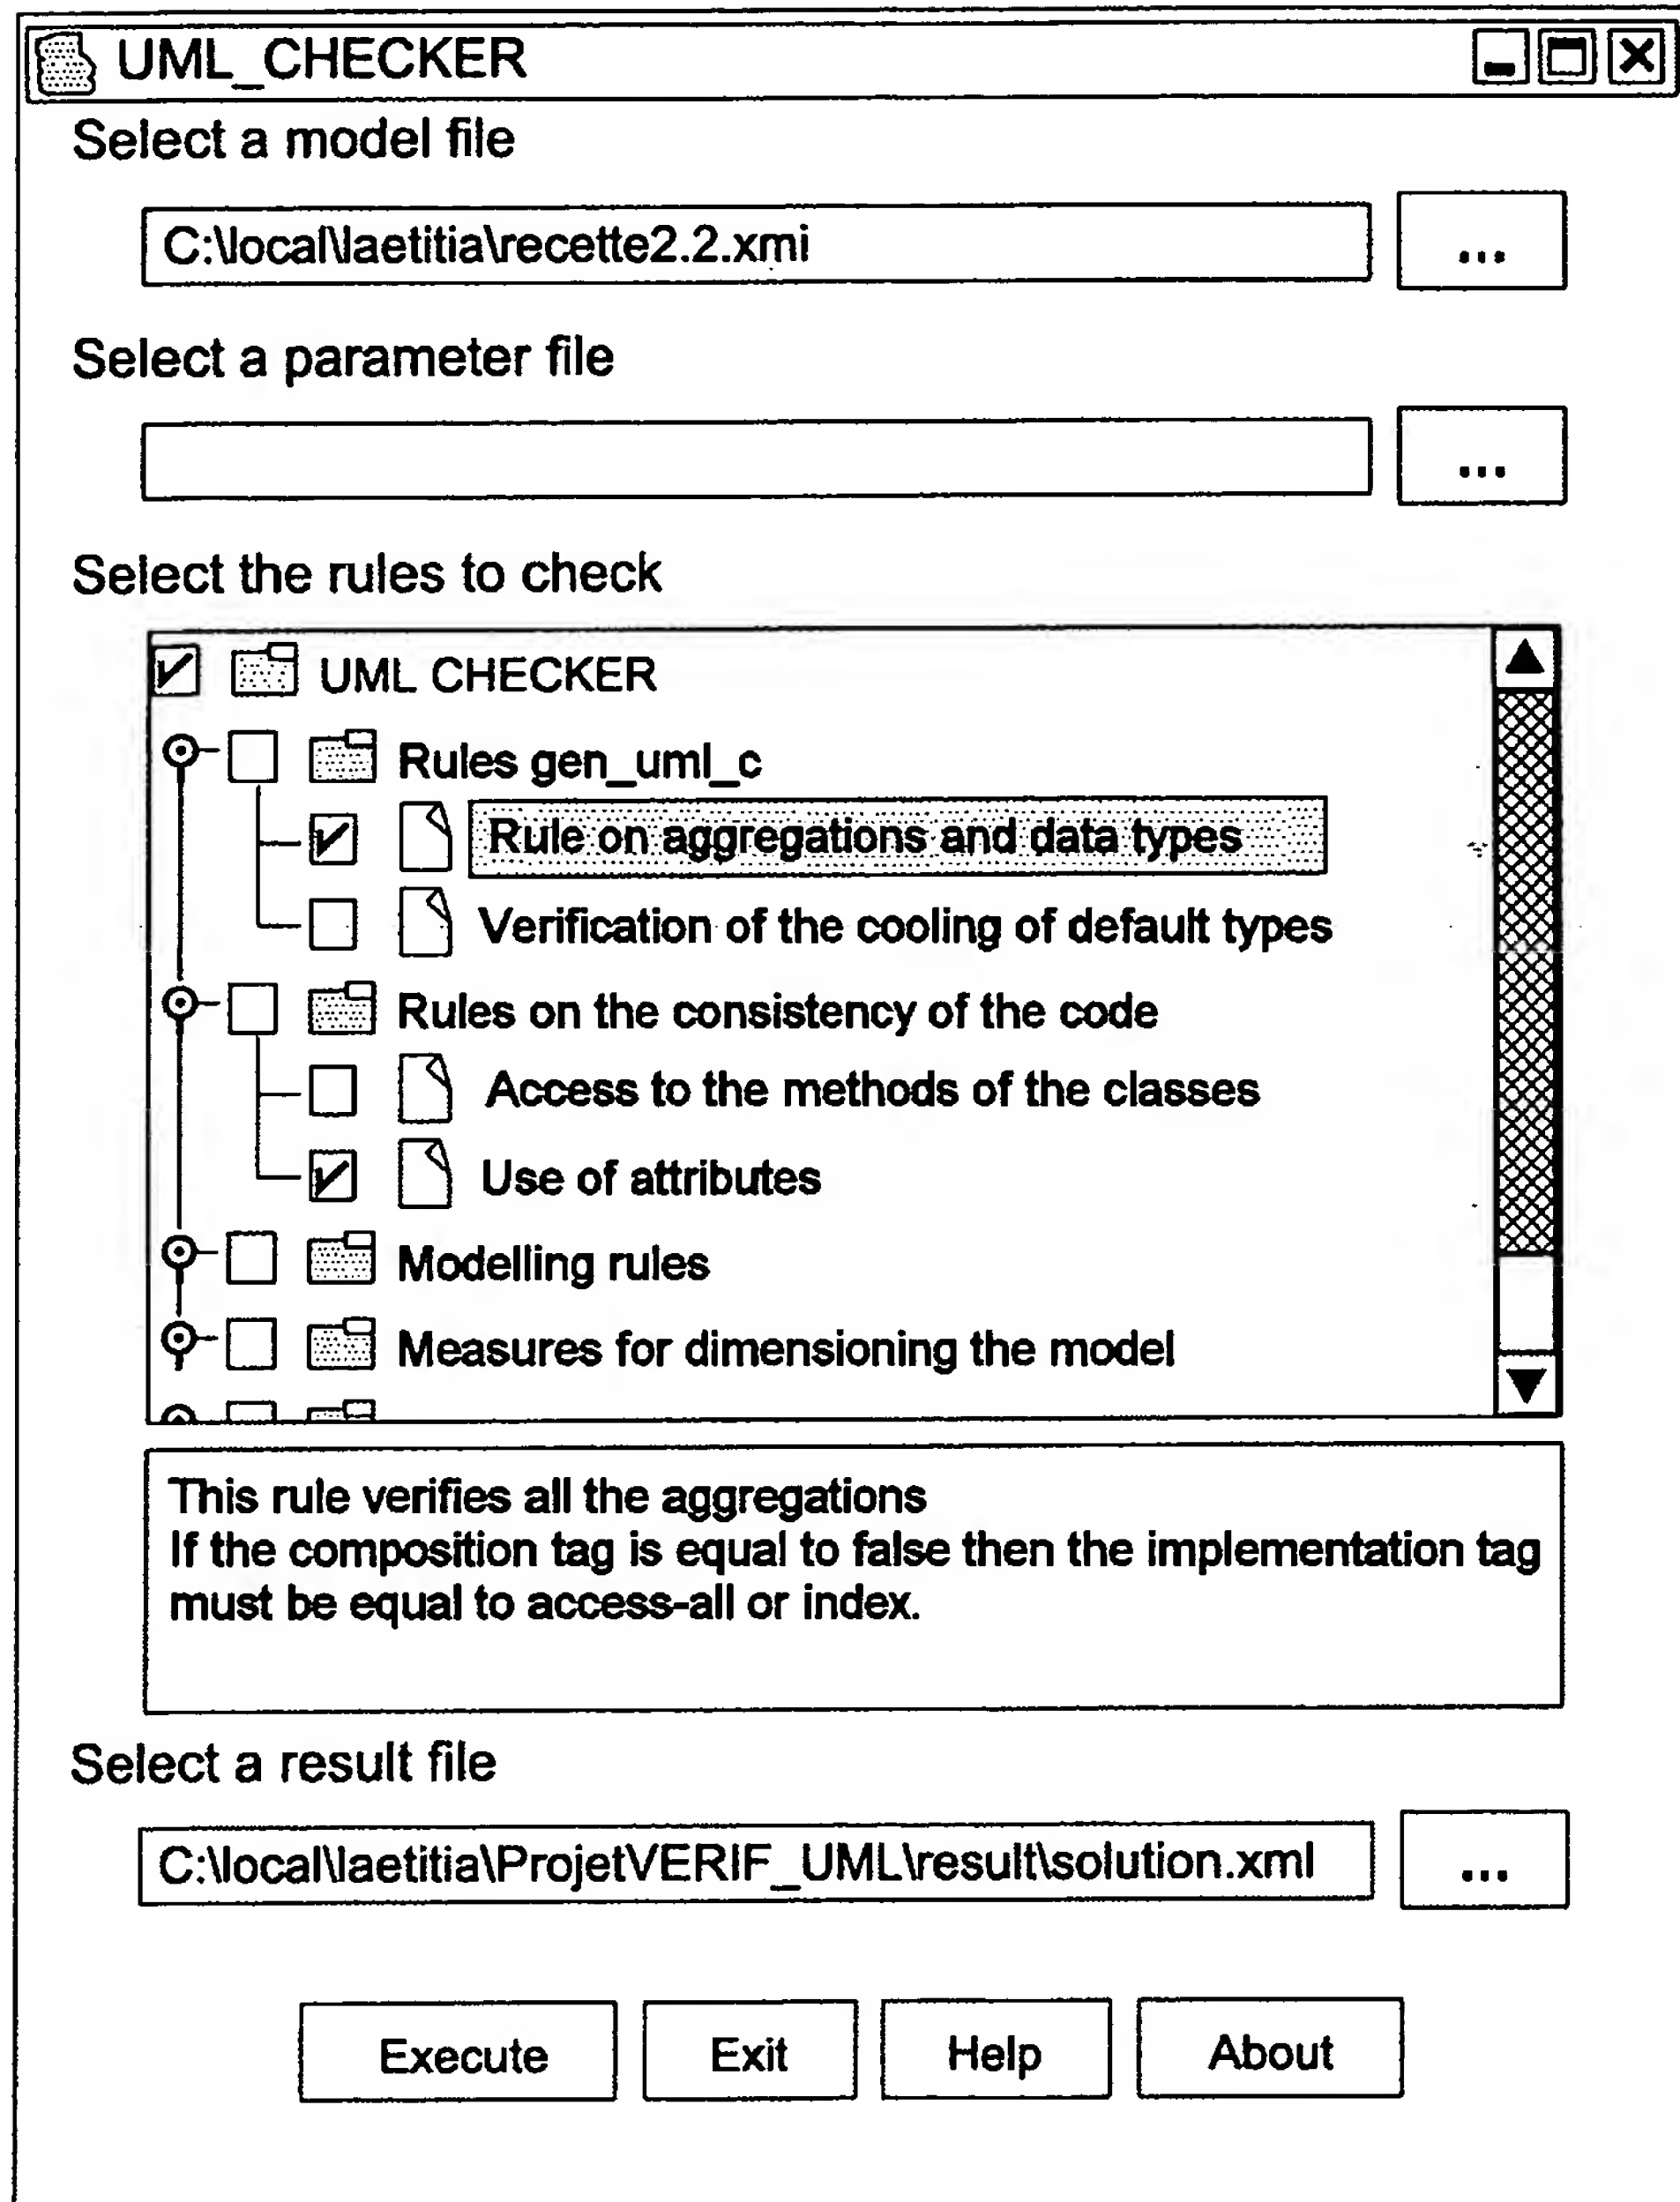 UML_CHECKER
Select a model file
C:\local\laetitia\recette2.2.xmi
...
Select a parameter file
...
Select the rules to check
UML CHECKER
Rules gen_uml_c
Rule on aggregations and data types
Verification of the cooling of default types
Rules on the consistency of the code
Access to the methods of the classes
Use of attributes
Modelling rules
Measures for dimensioning the model
This rule verifies all the aggregations
If the composition tag is equal to false then the implementation tag
must be equal to access-all or index.
Select a result file
C:\local\laetitia\ProjetVERIF_UML\result\solution.xml
...
Execute Exit Help About